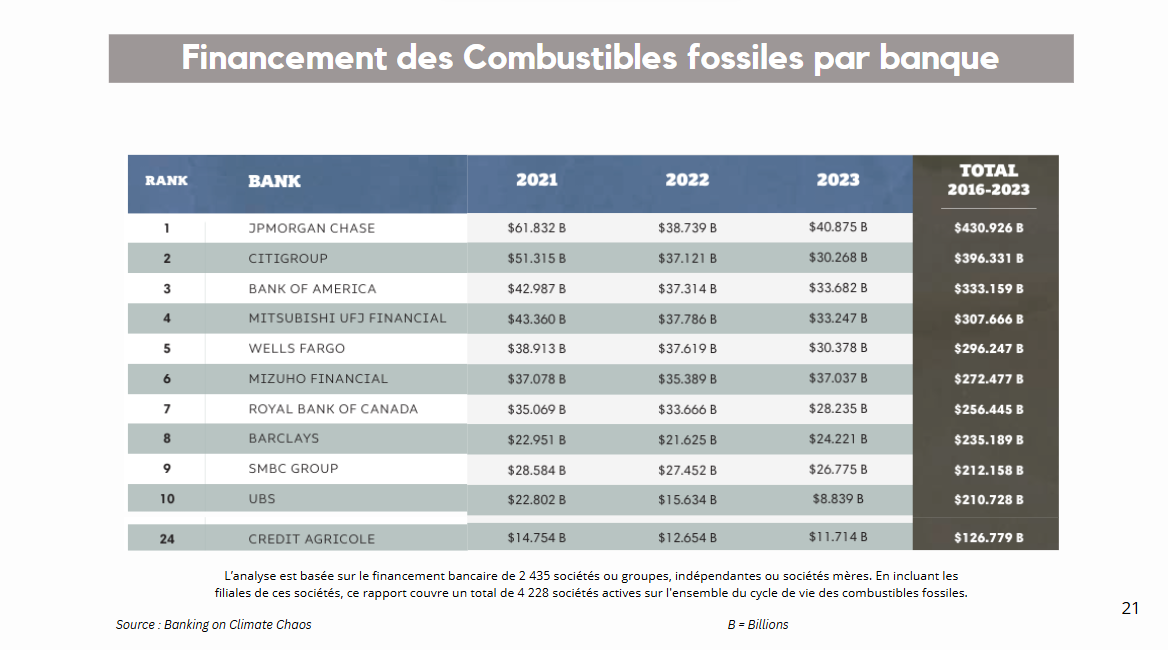 Financement des Combustibles fossiles par banque
RANK BANK 2021 2022 2023 TOTAL 2016-2023
1 JPMORGAN CHASE $61.832 B $38.739 B $40.875 B $430.926 B
2 CITIGROUP $51.315 B $37.121 B $30.268 B $396.331 B
3 BANK OF AMERICA $42.987 B $37.314 B $33.682 B $333.159 B
4 MITSUBISHI UFJ FINANCIAL $43.360 B $37.786 B $33.247 B $307.666 B
5 WELLS FARGO $38.913 B $37.619 B $30.378 B $296.247 B
6 MIZUHO FINANCIAL $37.078 B $35.389 B $37.037 B $272.477 B
7 ROYAL BANK OF CANADA $35.069 B $33.666 B $28.235 B $256.445 B
8 BARCLAYS $22.951 B $21.625 B $24.221 B $235.189 B
9 SMBC GROUP $28.584 B $27.452 B $26.775 B $212.158 B
10 UBS $22.802 B $15.634 B $8.839 B $210.728 B
24 CREDIT AGRICOLE $14.754 B $12.654 B $11.714 B $126.779 B
L'analyse est basée sur le financement bancaire de 2 435 sociétés ou groupes, indépendantes ou sociétés mères. En incluant les
filiales de ces sociétés, ce rapport couvre un total de 4 228 sociétés actives sur l'ensemble du cycle de vie des combustibles fossiles.
21
Source : Banking on Climate Chaos
B = Billions